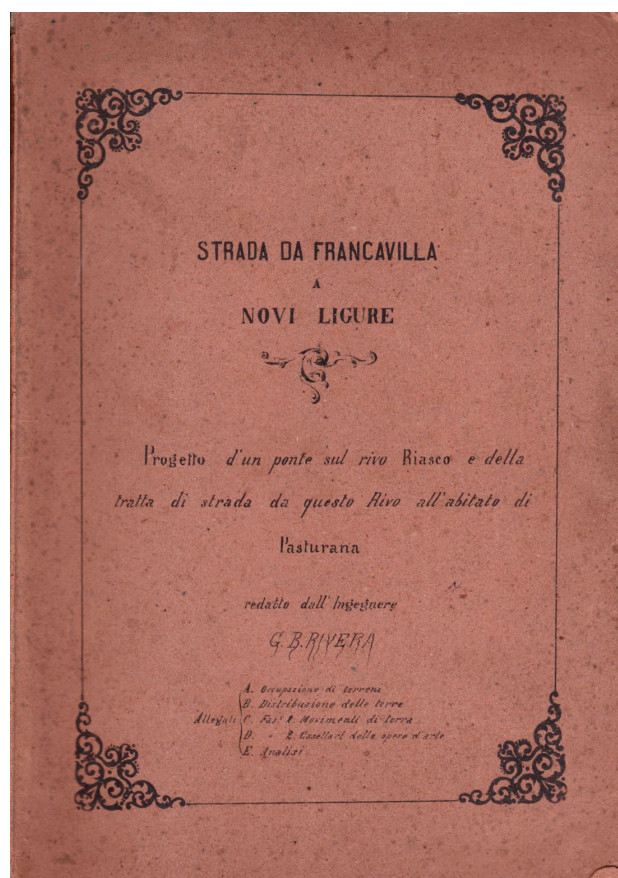 STRADA DA FRANCAVILLA
A
NOVI LIGURE
Progetto d'un ponte sul rivo Riasco e della
tratta di strada da questo Rivo all'abitato di
Pasturana
redatto dall'Ingegnere
G. B. RIVERA
A. Occupazione di terreni
B. Distribuzione delle terre
Allegati C. Fas.º 1. Movimenti di terra
D. " 2. Casellari delle opere d'arte
E. Analisi